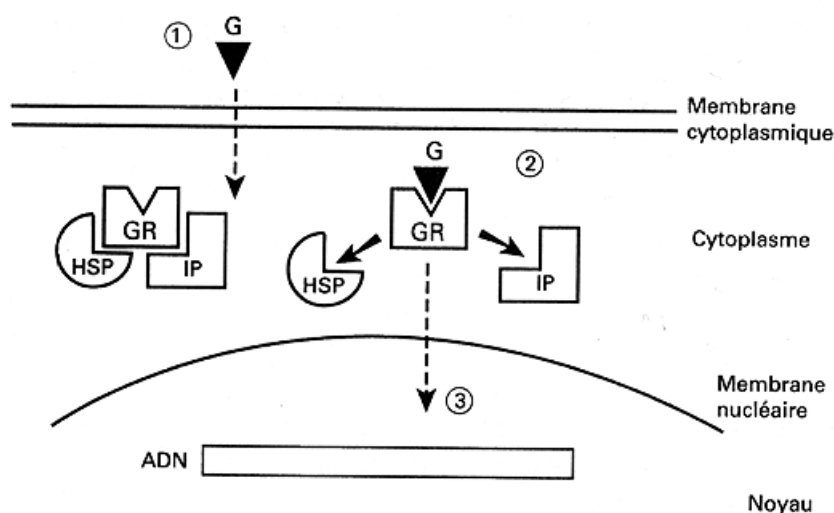 ① G
Membrane
cytoplasmique
G ②
GR
GR
HSP
IP
HSP
IP
Cytoplasme
Membrane
nucléaire
③
ADN
Noyau